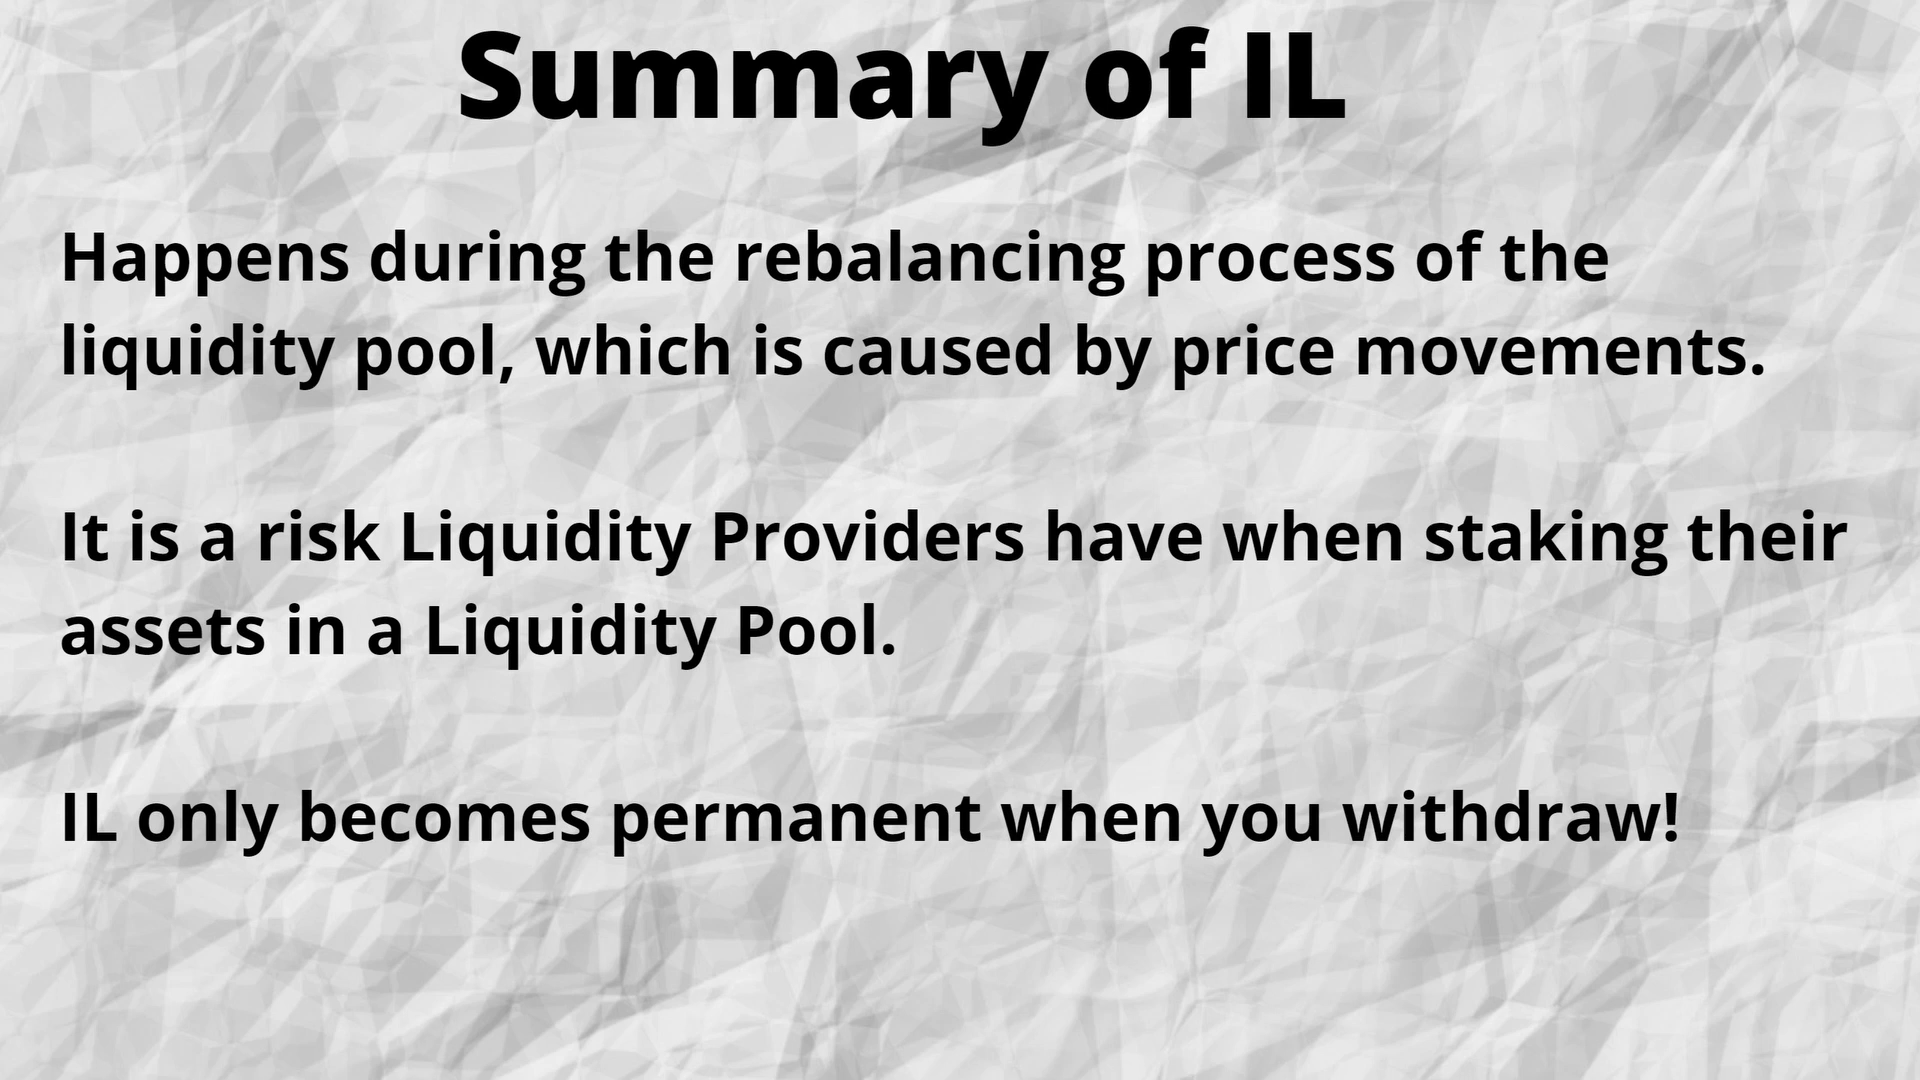 Summary of IL
Happens during the rebalancing process of the
liquidity pool, which is caused by price movements.
It is a risk Liquidity Providers have when staking their
assets in a Liquidity Pool.
IL only becomes permanent when you withdraw!